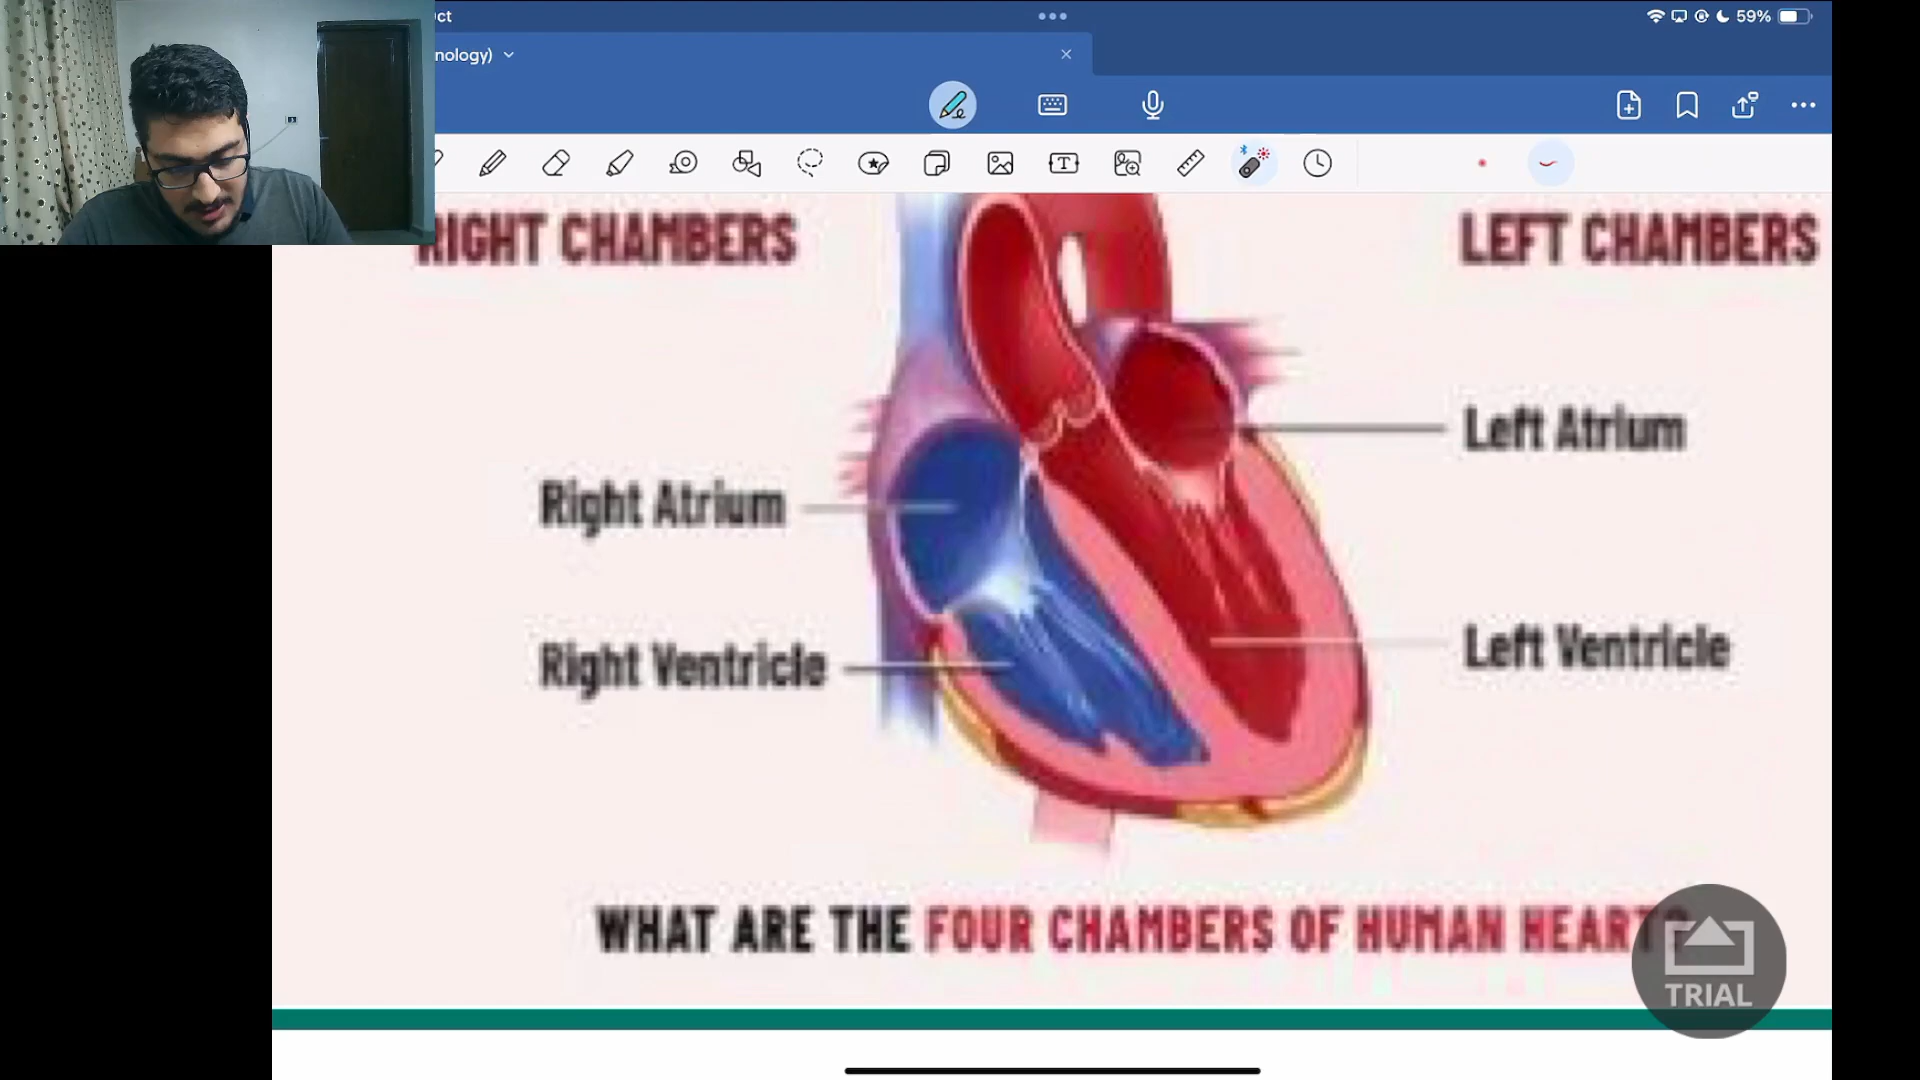 ct
59%
nology)
RIGHT CHAMBERS
LEFT CHAMBERS
Left Atrium
Right Atrium
Left Ventricle
Right Ventricle
WHAT ARE THE FOUR CHAMBERS OF HUMAN HEART?
TRIAL